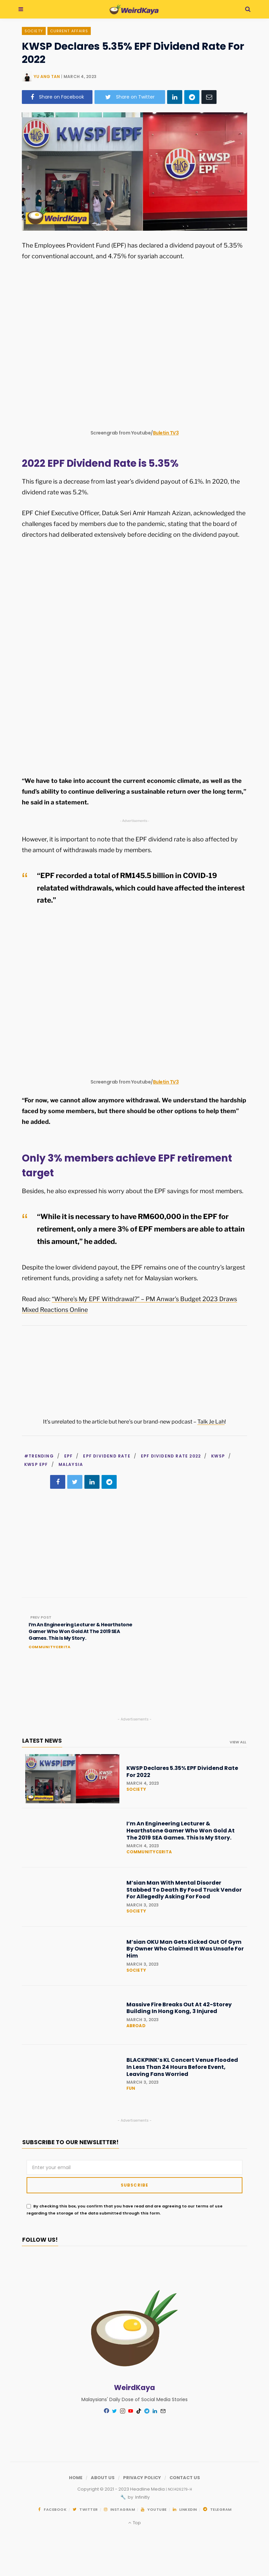 WeirdKaya
SOCIETY
CURRENT AFFAIRS
KWSP Declares 5.35% EPF Dividend Rate For
2022
FU ANG TAN | MARCH 4, 2023
Share on Facebook
Share on Twitter
KWSP EPF
KWSP
EPF
WeirdKaya
The Employees Provident Fund (EPF) has declared a dividend payout of 5.35%
for conventional account, and 4.75% for syariah account.
Screengrab from Youtube/Buletin TV3
2022 EPF Dividend Rate is 5.35%
This figure is a decrease from last year's dividend payout of 6.1%. In 2020, the
dividend rate was 5.2%.
EPF Chief Executive Officer, Datuk Seri Amir Hamzah Azizan, acknowledged the
challenges faced by members due to the pandemic, stating that the board of
directors had deliberated extensively before deciding on the dividend payout.
“We have to take into account the current economic climate, as well as the
fund's ability to continue delivering a sustainable return over the long term,”
he said in a statement.
- Advertisements -
However, it is important to note that the EPF dividend rate is also affected by
the amount of withdrawals made by members.
“EPF recorded a total of RM145.5 billion in COVID-19
relatated withdrawals, which could have affected the interest
rate.”
Screengrab from Youtube/Buletin TV3
“For now, we cannot allow anymore withdrawal. We understand the hardship
faced by some members, but there should be other options to help them”
he added.
Only 3% members achieve EPF retirement
target
Besides, he also expressed his worry about the EPF savings for most members.
“While it is necessary to have RM600,000 in the EPF for
retirement, only a mere 3% of EPF members are able to attain
this amount,” he added.
Despite the lower dividend payout, the EPF remains one of the country's largest
retirement funds, providing a safety net for Malaysian workers.
Read also: “Where's My EPF Withdrawal?” – PM Anwar's Budget 2023 Draws
Mixed Reactions Online
It's unrelated to the article but here's our brand-new podcast – Talk Je Lah!
#TRENDING / EPF / EPF DIVIDEND RATE / EPF DIVIDEND RATE 2022 / KWSP /
KWSP EPF / MALAYSIA
PREV POST
I'm An Engineering Lecturer & Hearthstone
Gamer Who Won Gold At The 2019 SEA
Games. This Is My Story.
COMMUNITYCERITA
- Advertisements -
LATEST NEWS
VIEW ALL
KWSP Declares 5.35% EPF Dividend Rate
For 2022
MARCH 4, 2023
SOCIETY
I'm An Engineering Lecturer &
Hearthstone Gamer Who Won Gold At
The 2019 SEA Games. This Is My Story.
MARCH 4, 2023
COMMUNITYCERITA
M'sian Man With Mental Disorder
Stabbed To Death By Food Truck Vendor
For Allegedly Asking For Food
MARCH 3, 2023
SOCIETY
M'sian OKU Man Gets Kicked Out Of Gym
By Owner Who Claimed It Was Unsafe For
Him
MARCH 3, 2023
SOCIETY
Massive Fire Breaks Out At 42-Storey
Building In Hong Kong, 3 Injured
MARCH 3, 2023
ABROAD
BLACKPINK's KL Concert Venue Flooded
In Less Than 24 Hours Before Event,
Leaving Fans Worried
MARCH 3, 2023
FUN
- Advertisements -
SUBSCRIBE TO OUR NEWSLETTER!
Enter your email
SUBSCRIBE
By checking this box, you confirm that you have read and are agreeing to our terms of use
regarding the storage of the data submitted through this form.
FOLLOW US!
WeirdKaya
Malaysians' Daily Dose of Social Media Stories
HOME / ABOUT US / PRIVACY POLICY / CONTACT US
Copyright © 2021 - 2023 Headline Media
by Infinity
FACEBOOK
TWITTER
INSTAGRAM
YOUTUBE
LINKEDIN
TELEGRAM
Top